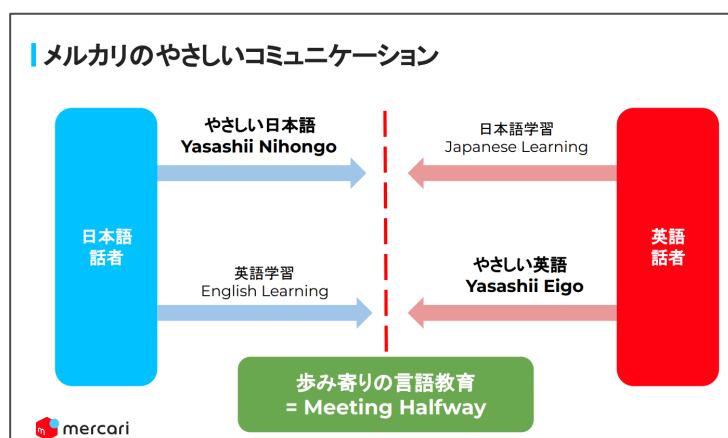 メルカリのやさしいコミュニケーション
やさしい日本語
Yasashii Nihongo
日本語学習
Japanese Learning
日本語
話者
英語
話者
英語学習
English Learning
やさしい英語
Yasashii Eigo
歩み寄りの言語教育
= Meeting Halfway
m
mercari